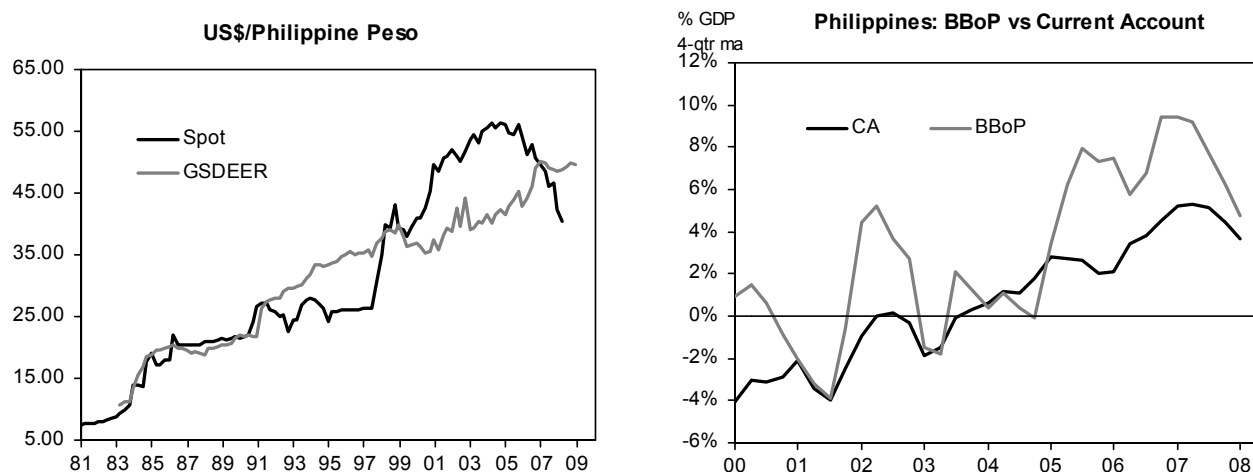 US$/Philippine Peso
65.00
55.00
45.00
35.00
25.00
15.00
5.00
Spot
GSDEER
81 83 85 87 89 91 93 95 97 99 01 03 05 07 09
% GDP
4-qtr ma
Philippines: BBoP vs Current Account
12%
10%
8%
6%
4%
2%
0%
-2%
-4%
-6%
CA BBoP
00 01 02 03 04 05 06 07 08